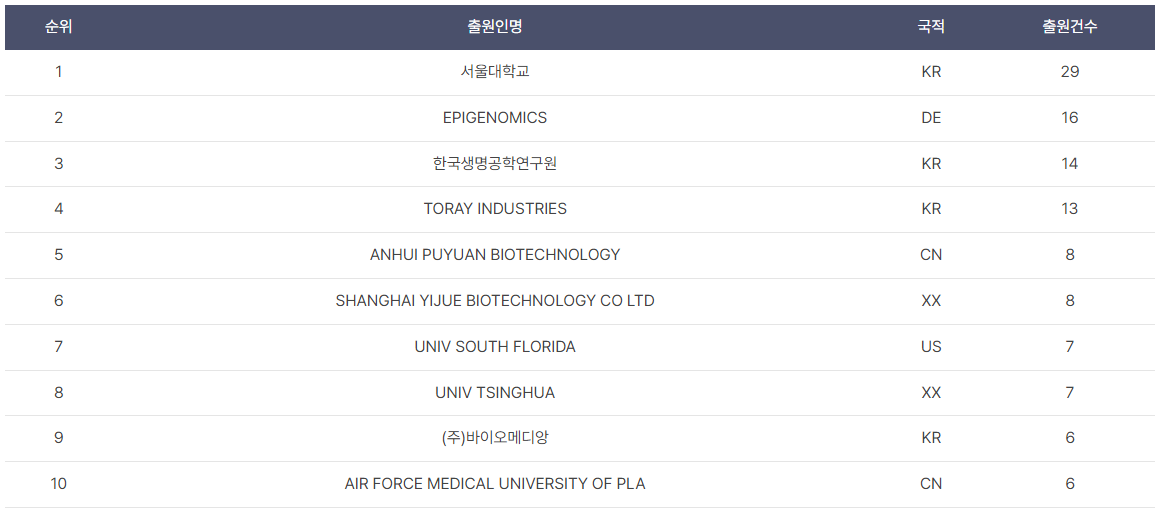 순위 출원인명 국적 출원건수
1 서울대학교 KR 29
2 EPIGENOMICS DE 16
3 한국생명공학연구원 KR 14
4 TORAY INDUSTRIES KR 13
5 ANHUI PUYUAN BIOTECHNOLOGY CN 8
6 SHANGHAI YIJUE BIOTECHNOLOGY CO LTD XX 8
7 UNIV SOUTH FLORIDA US 7
8 UNIV TSINGHUA XX 7
9 (주)바이오메디앙 KR 6
10 AIR FORCE MEDICAL UNIVERSITY OF PLA CN 6